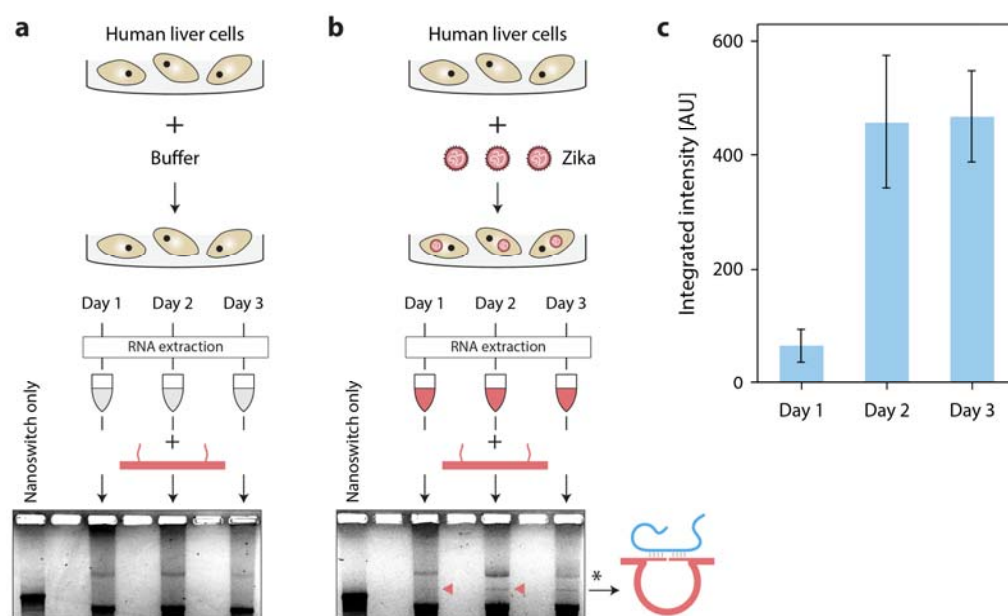 a
Human liver cells
+
Buffer
Day 1 Day 2 Day 3
RNA extraction
Nanoswitch only
+
b
Human liver cells
+
Zika
Day 1 Day 2 Day 3
RNA extraction
Nanoswitch only
+
*
c
Integrated intensity [AU]
600
400
200
0
Day 1 Day 2 Day 3